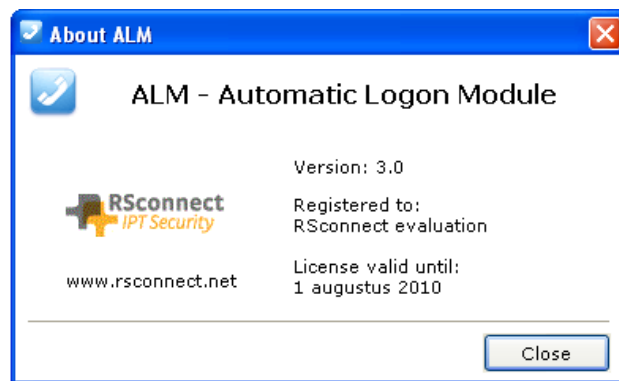 About ALM
ALM - Automatic Logon Module
Version: 3.0
RSconnect
IPT Security
Registered to:
RSconnect evaluation
www.rsconnect.net
License valid until:
1 augustus 2010
Close